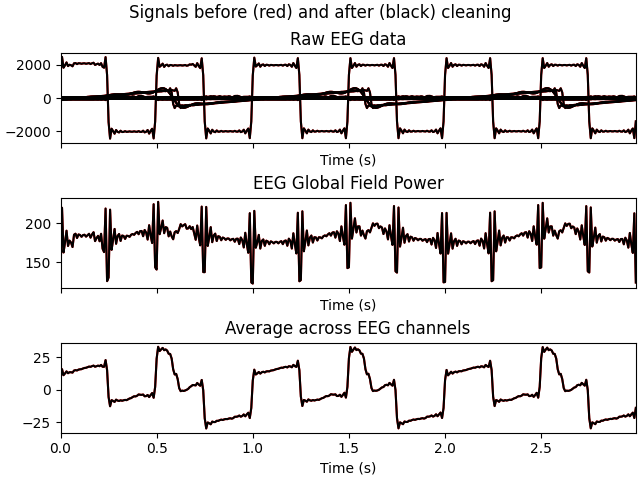 Signals before (red) and after (black) cleaning
Raw EEG data
2000
0
−2000
Time (s)
EEG Global Field Power
200
150
Time (s)
Average across EEG channels
25
0
−25
0.0 0.5 1.0 1.5 2.0 2.5
Time (s)